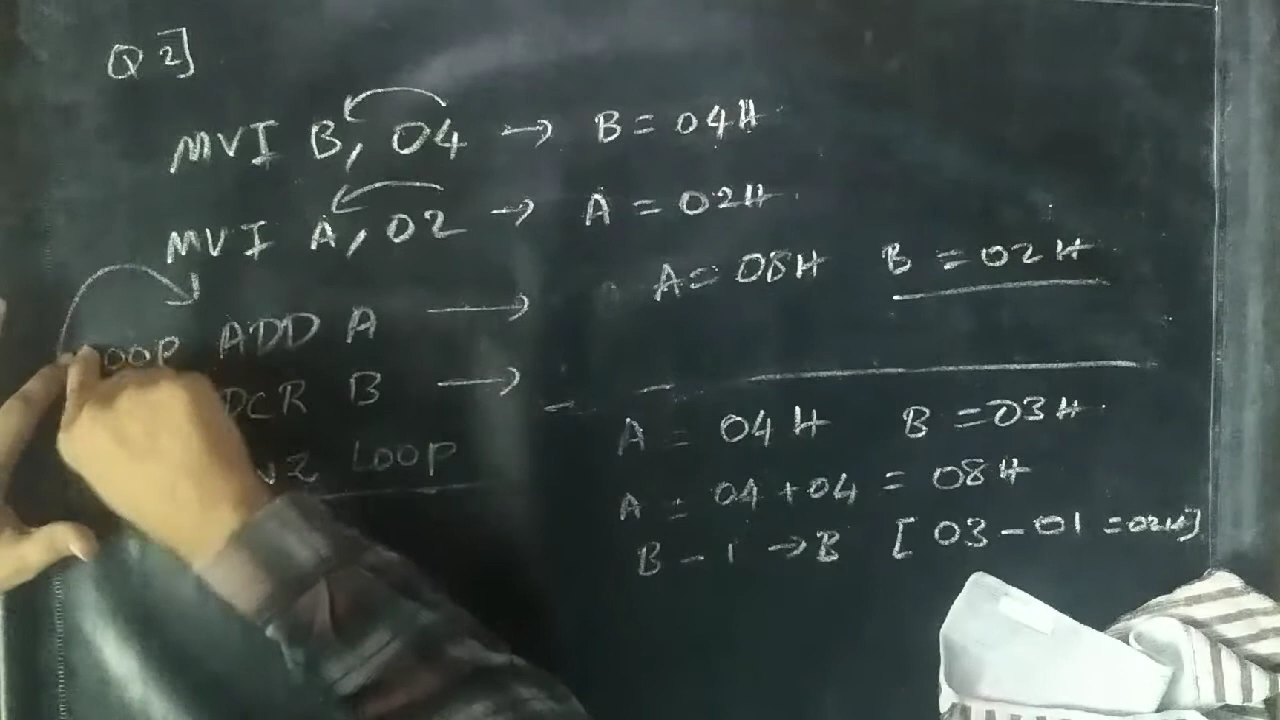 Q 2]
MVI B, 04 → B = 04H
MVI A, 02 → A = 02H
A = 08H B = 02H
LOOP ADD A →
DCR B →
LOOP
A = 04H B = 03H
A = 04 + 04 = 08H
B - 1 → B [03 - 01 = 02H]